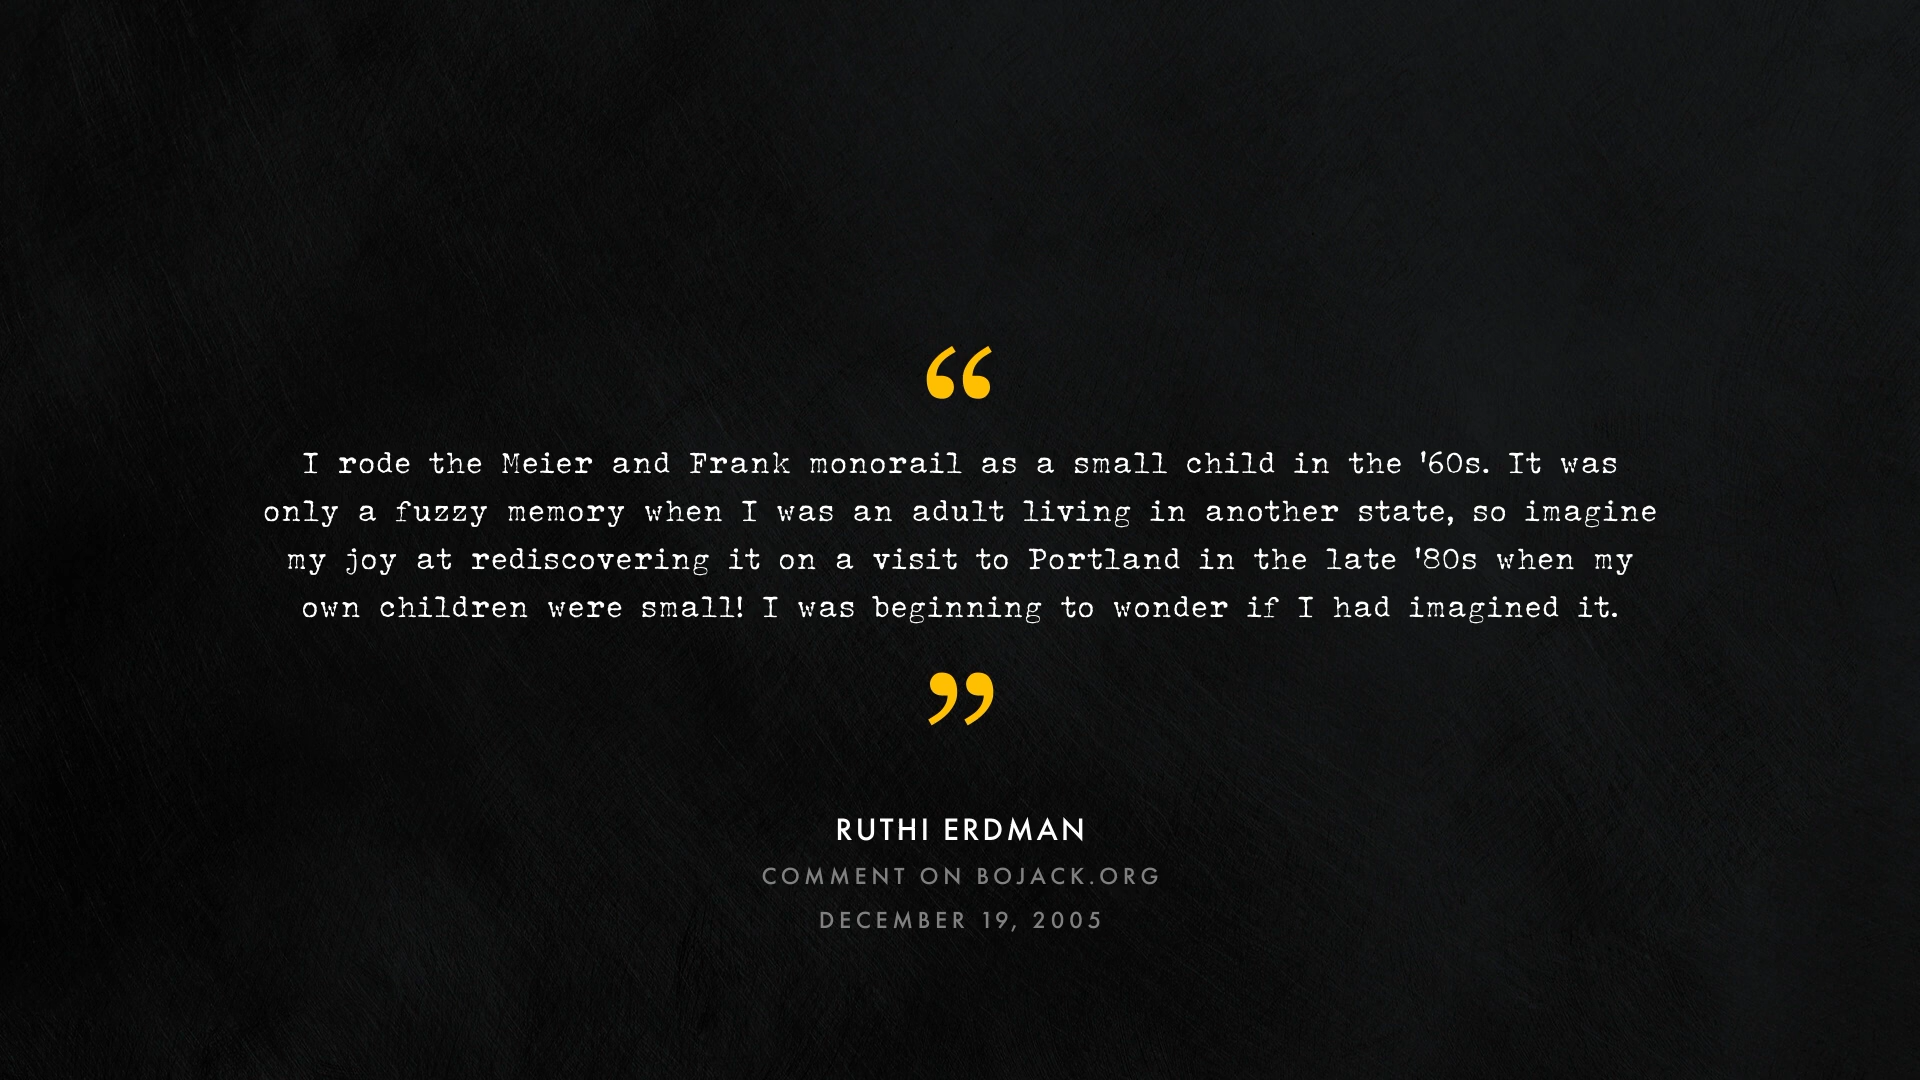 “
I rode the Meier and Frank monorail as a small child in the '60s. It was
only a fuzzy memory when I was an adult living in another state, so imagine
my joy at rediscovering it on a visit to Portland in the late '80s when my
own children were small! I was beginning to wonder if I had imagined it.
”
RUTHI ERDMAN
COMMENT ON BOJACK.ORG
DECEMBER 19, 2005